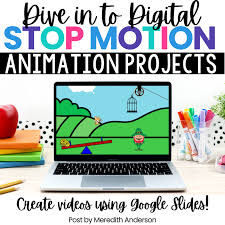 Dive in to Digital
STOP MOTION
ANIMATION PROJECTS
Create videos using Google Slides!
Post by Meredith Anderson